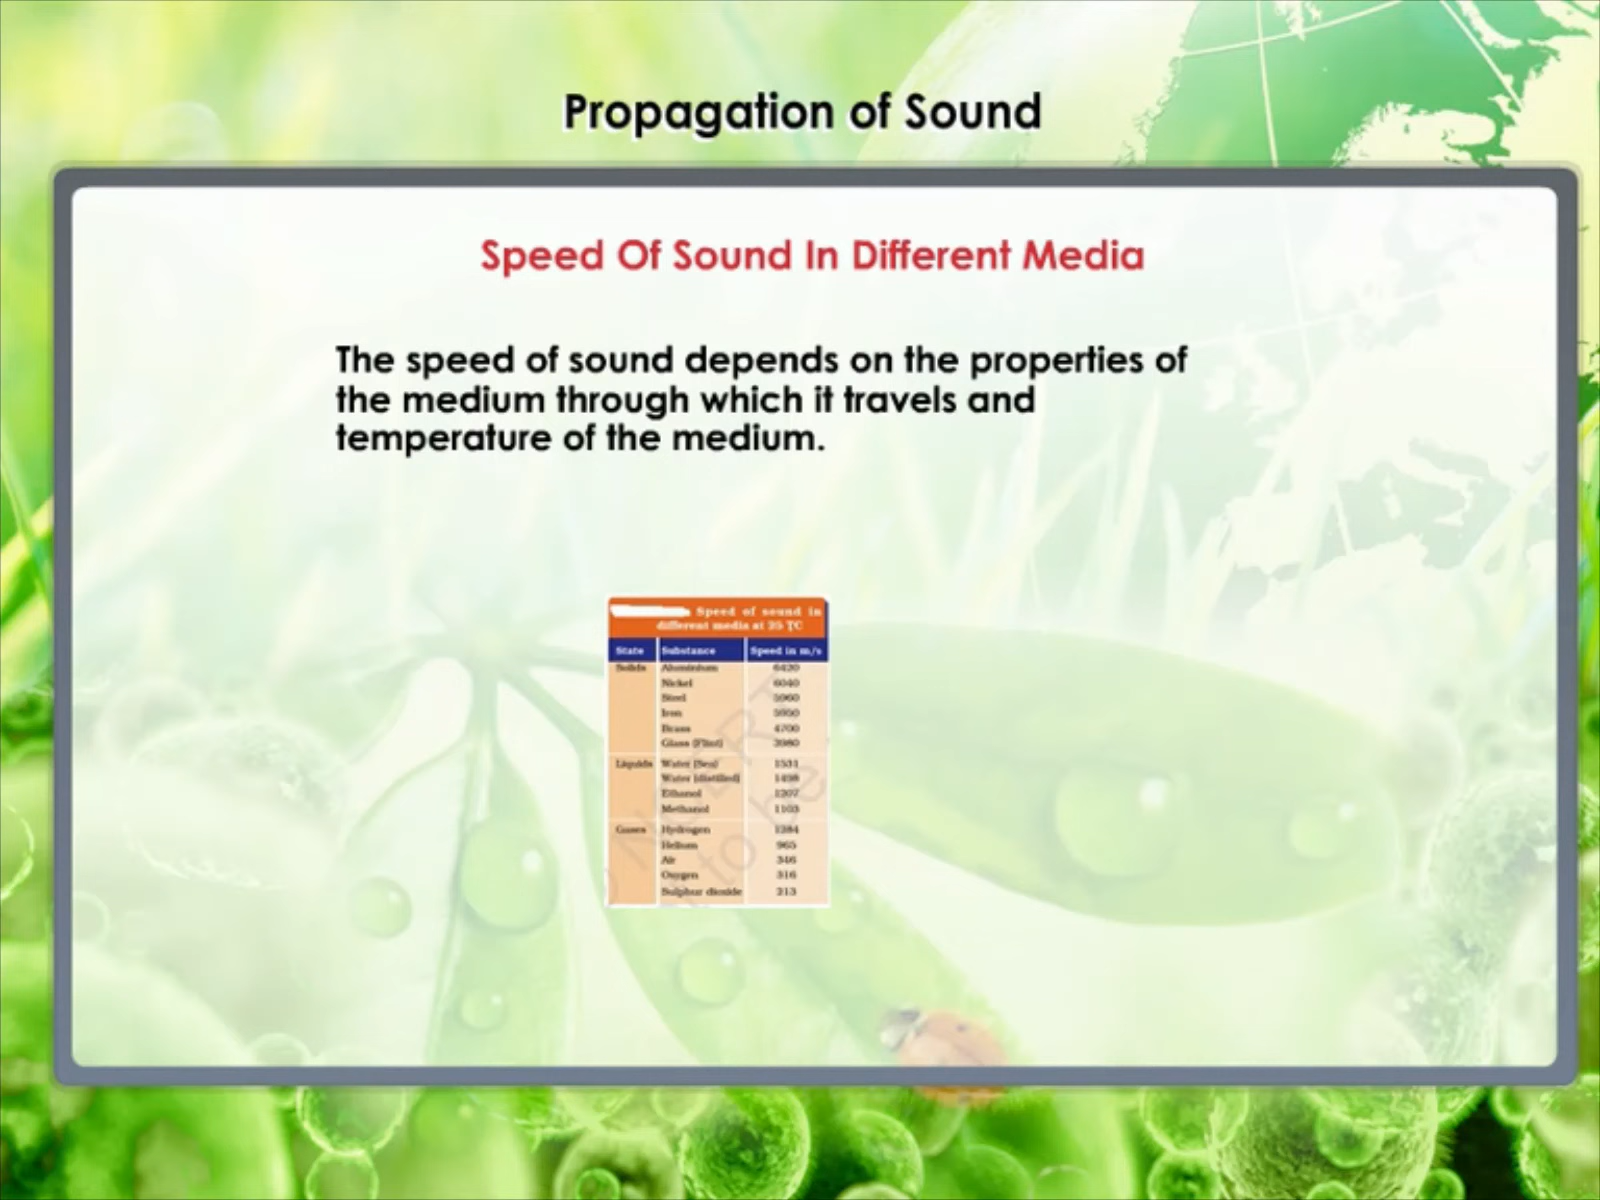 Propagation of Sound
Speed Of Sound In Different Media
The speed of sound depends on the properties of
the medium through which it travels and
temperature of the medium.
Speed of sound in
different media at 25 °C
State Substance Speed in m/s
Solids Aluminium 6420
Nickel 6040
Steel 5960
Iron 5950
Brass 4700
Glass (Flint) 3980
Liquids Water (Sea) 1531
Water (distilled) 1498
Ethanol 1207
Methanol 1103
Gases Hydrogen 1284
Helium 965
Air 346
Oxygen 316
Sulphur dioxide 213